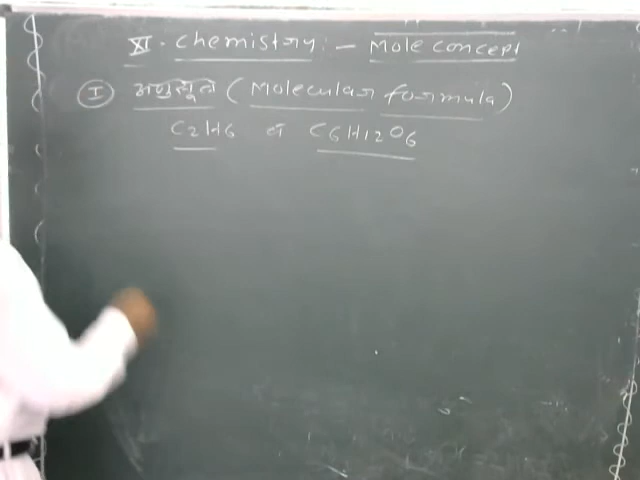 XI. Chemistry :- Mole concept
I अणुसूत्र (Molecular formula)
C2H6 व C6H12O6